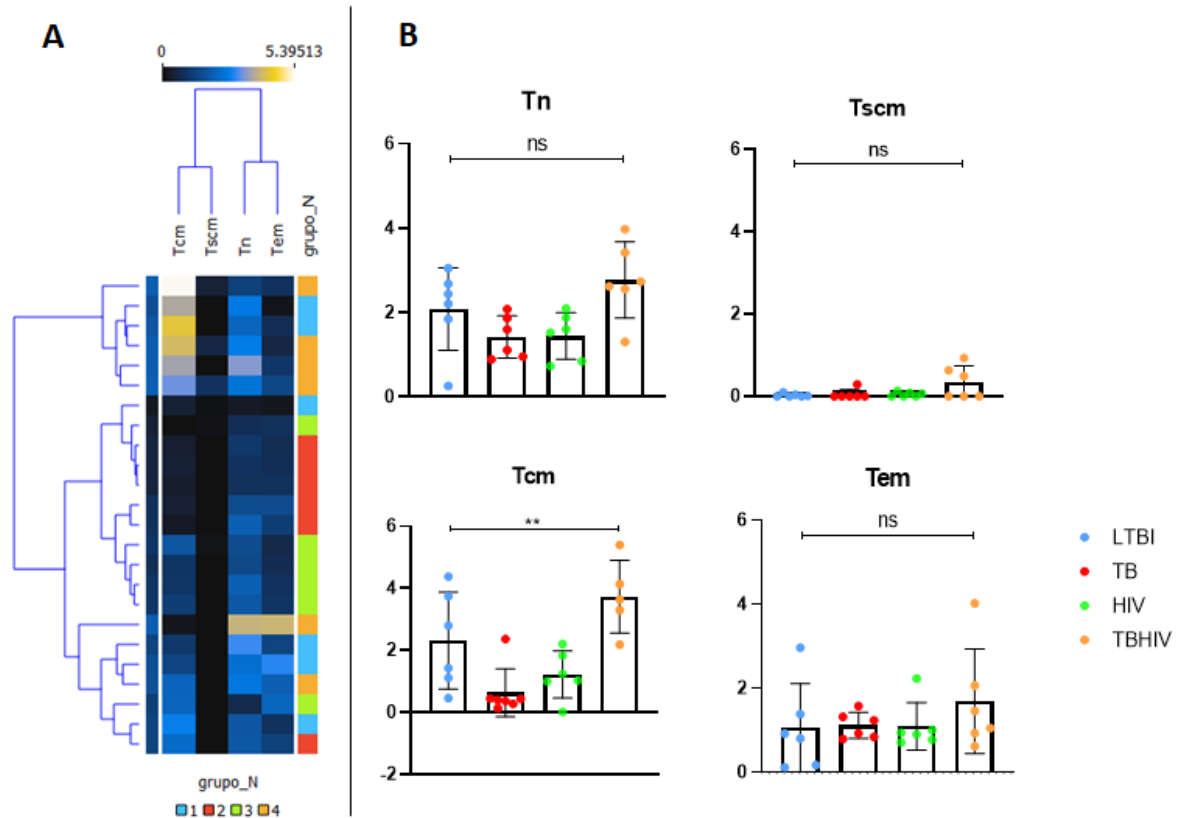 A
0 5.39513
Tcm
Tscm
Tn
Tem
grupo_N
grupo_N
1 2 3 4
B
Tn
ns
6
4
2
0
Tscm
ns
6
4
2
0
Tcm
**
6
4
2
0
-2
Tem
ns
6
4
2
0
LTBI
TB
HIV
TBHIV